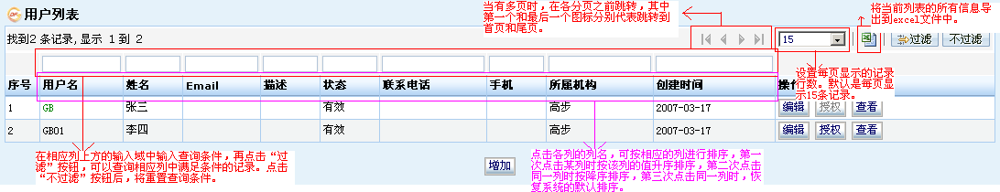 用户列表
当有多页时，在各分页之前跳转，其中
第一个和最后一个图标分别代表跳转到
首页和尾页。
将当前列表的所有信息导
出到excel文件中。
找到2 条记录,显示 1 到 2
15
过滤 不过滤
设置每页显示的记录
行数。默认是每页显
示15条记录。
序号 用户名 姓名 Email 描述 状态 联系电话 手机 所属机构 创建时间 操作
1 GB 张三 有效 高步 2007-03-17 编辑 授权 查看
2 GB01 李四 有效 高步 2007-03-17 编辑 授权 查看
在相应列上方的输入域中输入查询条件，再点击“过
滤”按钮，可以查询相应列中满足条件的记录。点击
“不过滤”按钮后，将重置查询条件。
增加
点击各列的列名，可按相应的列进行排序，第一
次点击某列时按该列的值升序排序，第二次点击
同一列时按降序排序，第三次点击同一列时，恢
复系统的默认排序。